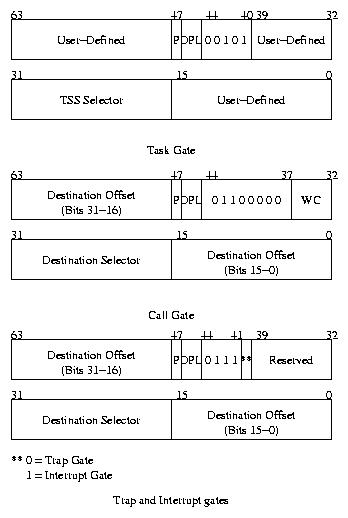 63 47 44 40 39 32
User–Defined P DPL 0 0 1 0 1 User–Defined
31 15 0
TSS Selector User–Defined
Task Gate
63 47 44 37 32
Destination Offset
(Bits 31–16) P DPL 0 1 1 0 0 0 0 0 WC
31 15 0
Destination Selector Destination Offset
(Bits 15–0)
Call Gate
63 47 44 41 39 32
Destination Offset
(Bits 31–16) P DPL 0 1 1 1 ** Reserved
31 15 0
Destination Selector Destination Offset
(Bits 15–0)
** 0 = Trap Gate
1 = Interrupt Gate
Trap and Interrupt gates